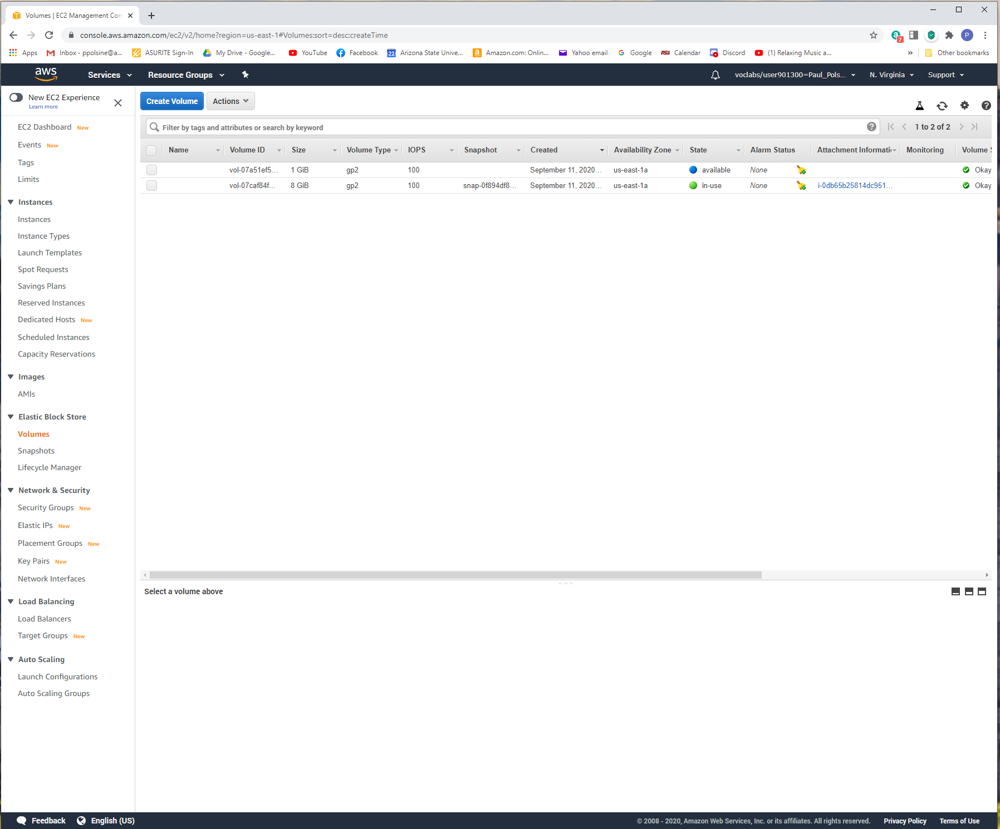 Volumes | EC2 Management Con
console.aws.amazon.com/ec2/v2/home?region=us-east-1#Volumes:sort=desc:createTime
7
P
Apps
Inbox - ppolsine@a...
ASURITE Sign-In
My Drive - Google...
YouTube
Facebook
22
Arizona State Unive...
a
Amazon.com: Onlin...
Yahoo email
G
Google
ASU
Calendar
Discord
(1) Relaxing Music a...
»
Other bookmarks
aws
Services
Resource Groups
voclabs/user901300=Paul_Pols...
N. Virginia
Support
New EC2 Experience
Learn more
EC2 Dashboard New
Events New
Tags
Limits
Instances
Instances
Instance Types
Launch Templates
Spot Requests
Savings Plans
Reserved Instances
Dedicated Hosts New
Scheduled Instances
Capacity Reservations
Images
AMIs
Elastic Block Store
Volumes
Snapshots
Lifecycle Manager
Network & Security
Security Groups New
Elastic IPs New
Placement Groups New
Key Pairs New
Network Interfaces
Load Balancing
Load Balancers
Target Groups New
Auto Scaling
Launch Configurations
Auto Scaling Groups
Create Volume Actions
Filter by tags and attributes or search by keyword
1 to 2 of 2
Name Volume ID Size Volume Type IOPS Snapshot Created Availability Zone State Alarm Status Attachment Informati Monitoring Volume S
vol-07a51ef5... 1 GiB gp2 100 September 11, 2020... us-east-1a available None Okay
vol-07caf84f... 8 GiB gp2 100 snap-0f894df8... September 11, 2020... us-east-1a in-use None i-0db65b25814dc951... Okay
Select a volume above
Feedback English (US)
© 2008 - 2020, Amazon Web Services, Inc. or its affiliates. All rights reserved. Privacy Policy Terms of Use